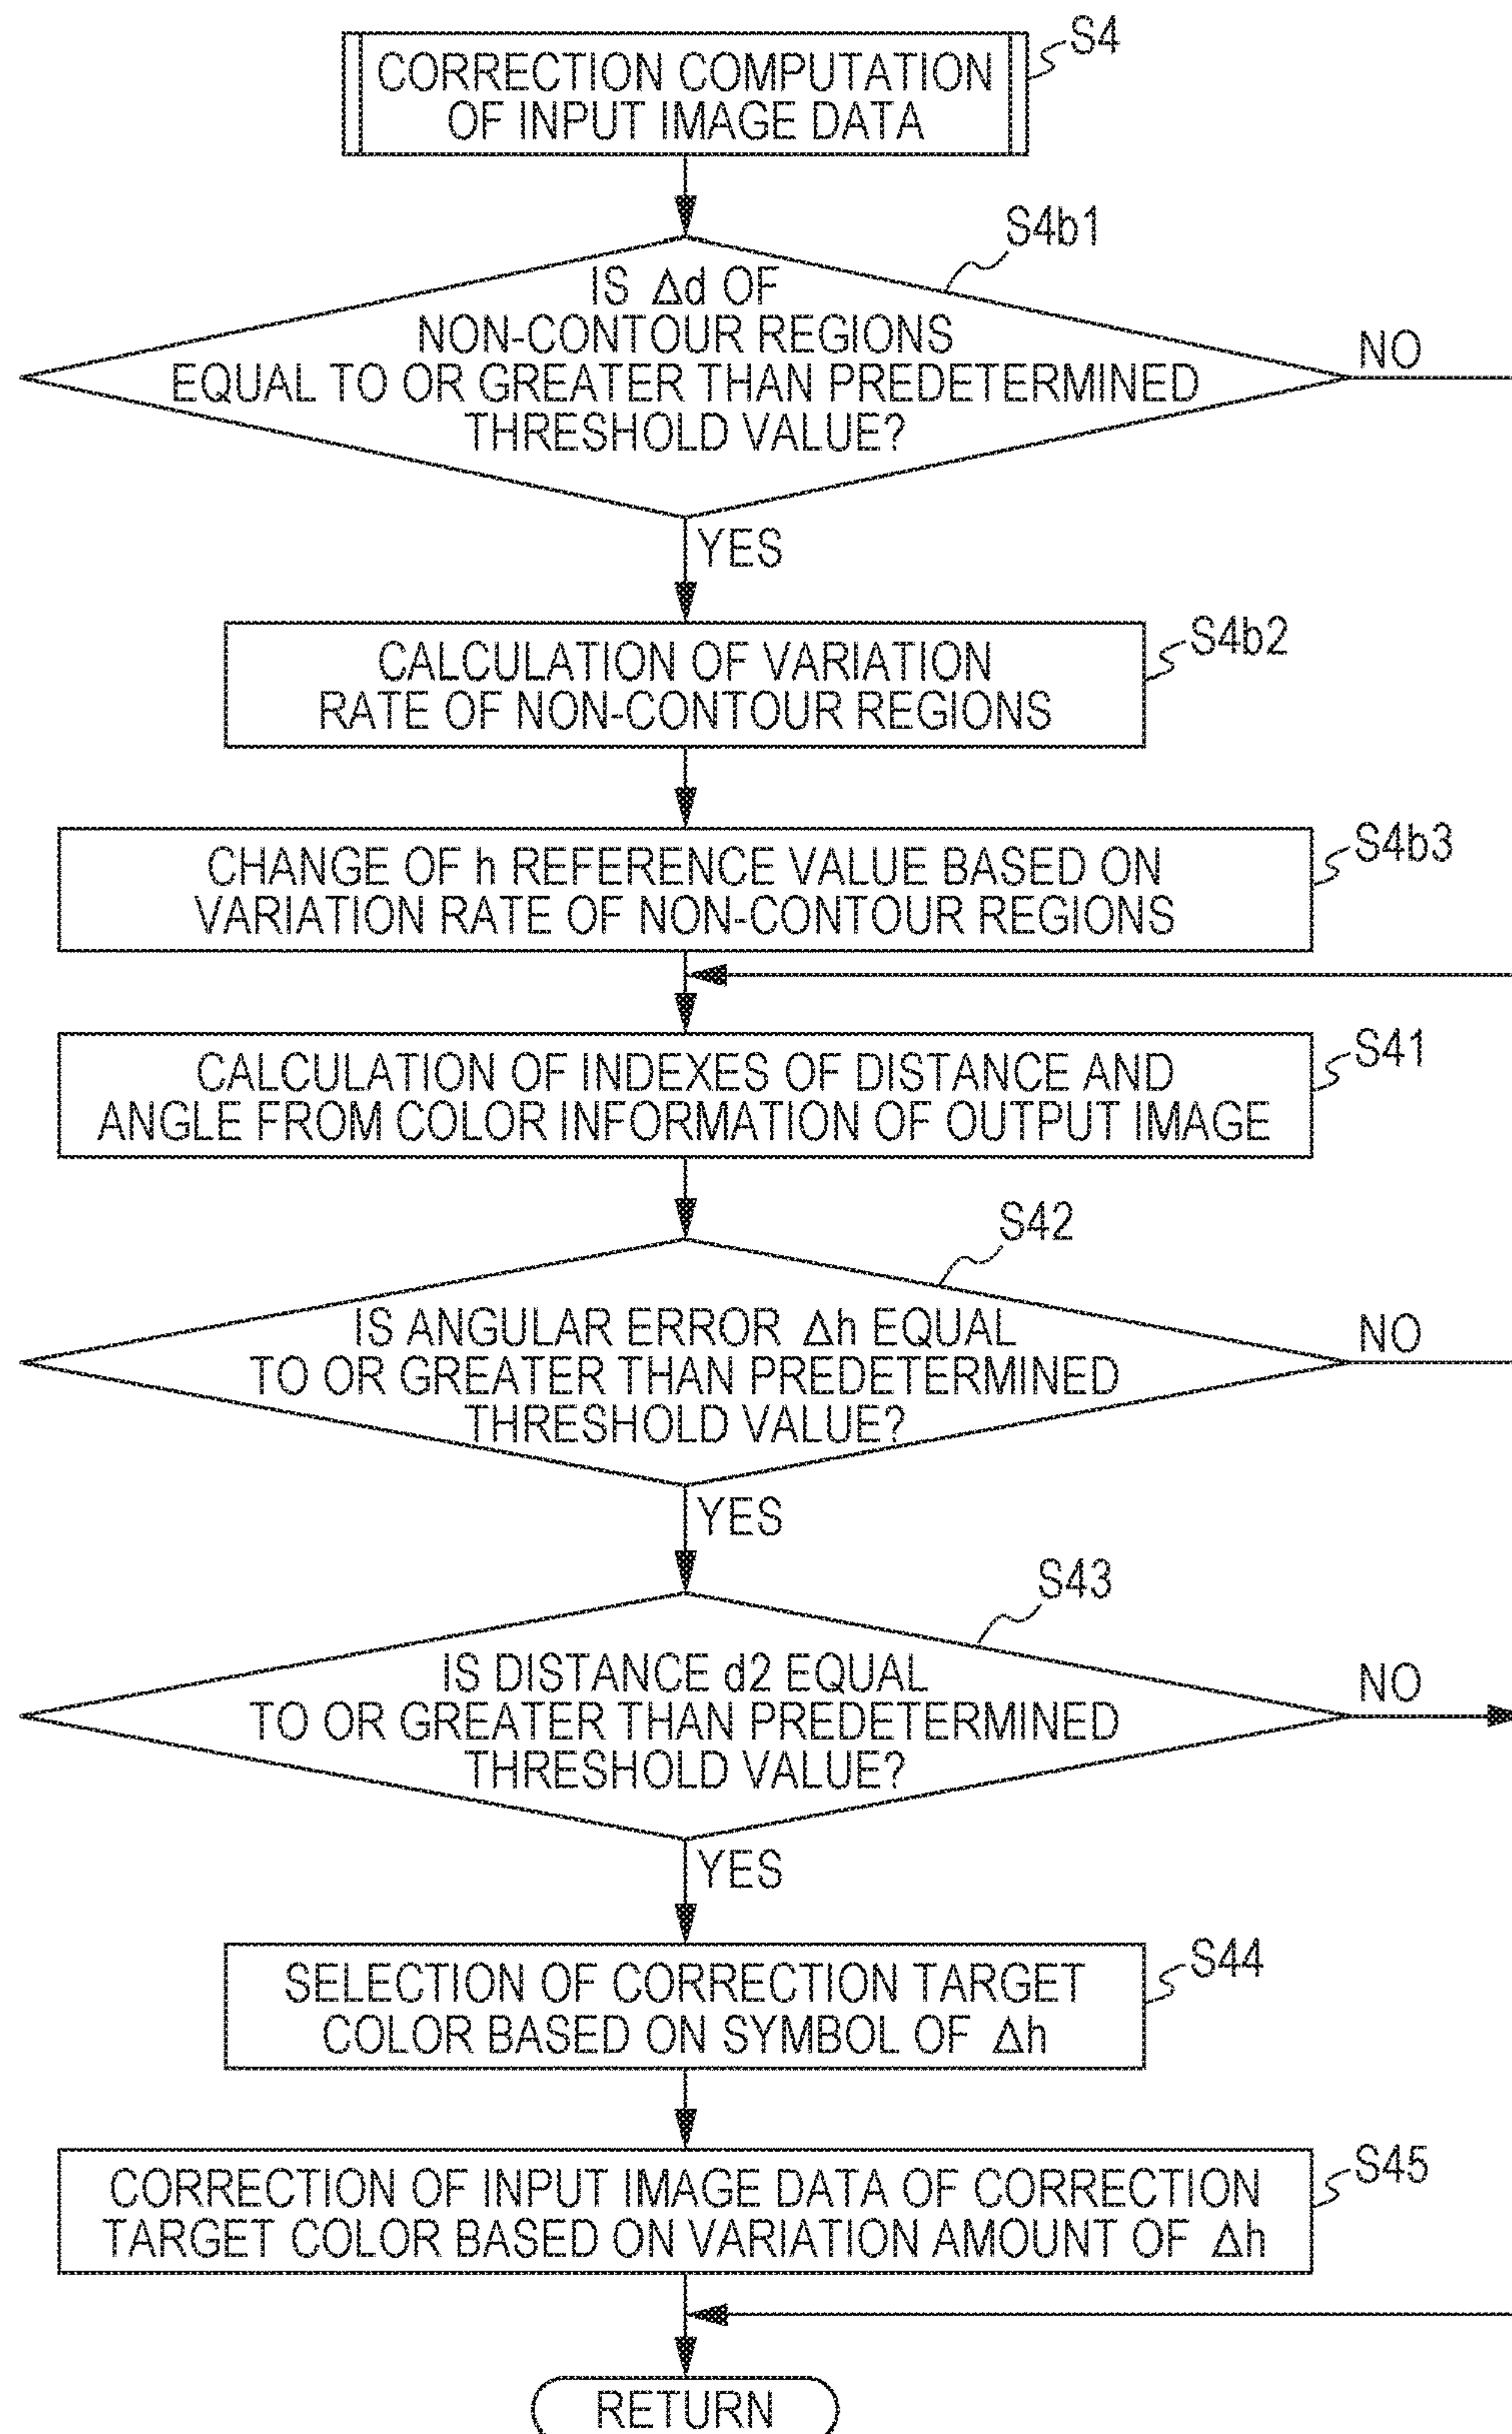 S4
CORRECTION COMPUTATION
OF INPUT IMAGE DATA
S4b1
IS Δd OF
NON-CONTOUR REGIONS
EQUAL TO OR GREATER THAN PREDETERMINED
THRESHOLD VALUE?
NO
YES
S4b2
CALCULATION OF VARIATION
RATE OF NON-CONTOUR REGIONS
S4b3
CHANGE OF h REFERENCE VALUE BASED ON
VARIATION RATE OF NON-CONTOUR REGIONS
S41
CALCULATION OF INDEXES OF DISTANCE AND
ANGLE FROM COLOR INFORMATION OF OUTPUT IMAGE
S42
IS ANGULAR ERROR Δh EQUAL
TO OR GREATER THAN PREDETERMINED
THRESHOLD VALUE?
NO
YES
S43
IS DISTANCE d2 EQUAL
TO OR GREATER THAN PREDETERMINED
THRESHOLD VALUE?
NO
YES
S44
SELECTION OF CORRECTION TARGET
COLOR BASED ON SYMBOL OF Δh
S45
CORRECTION OF INPUT IMAGE DATA OF CORRECTION
TARGET COLOR BASED ON VARIATION AMOUNT OF Δh
RETURN